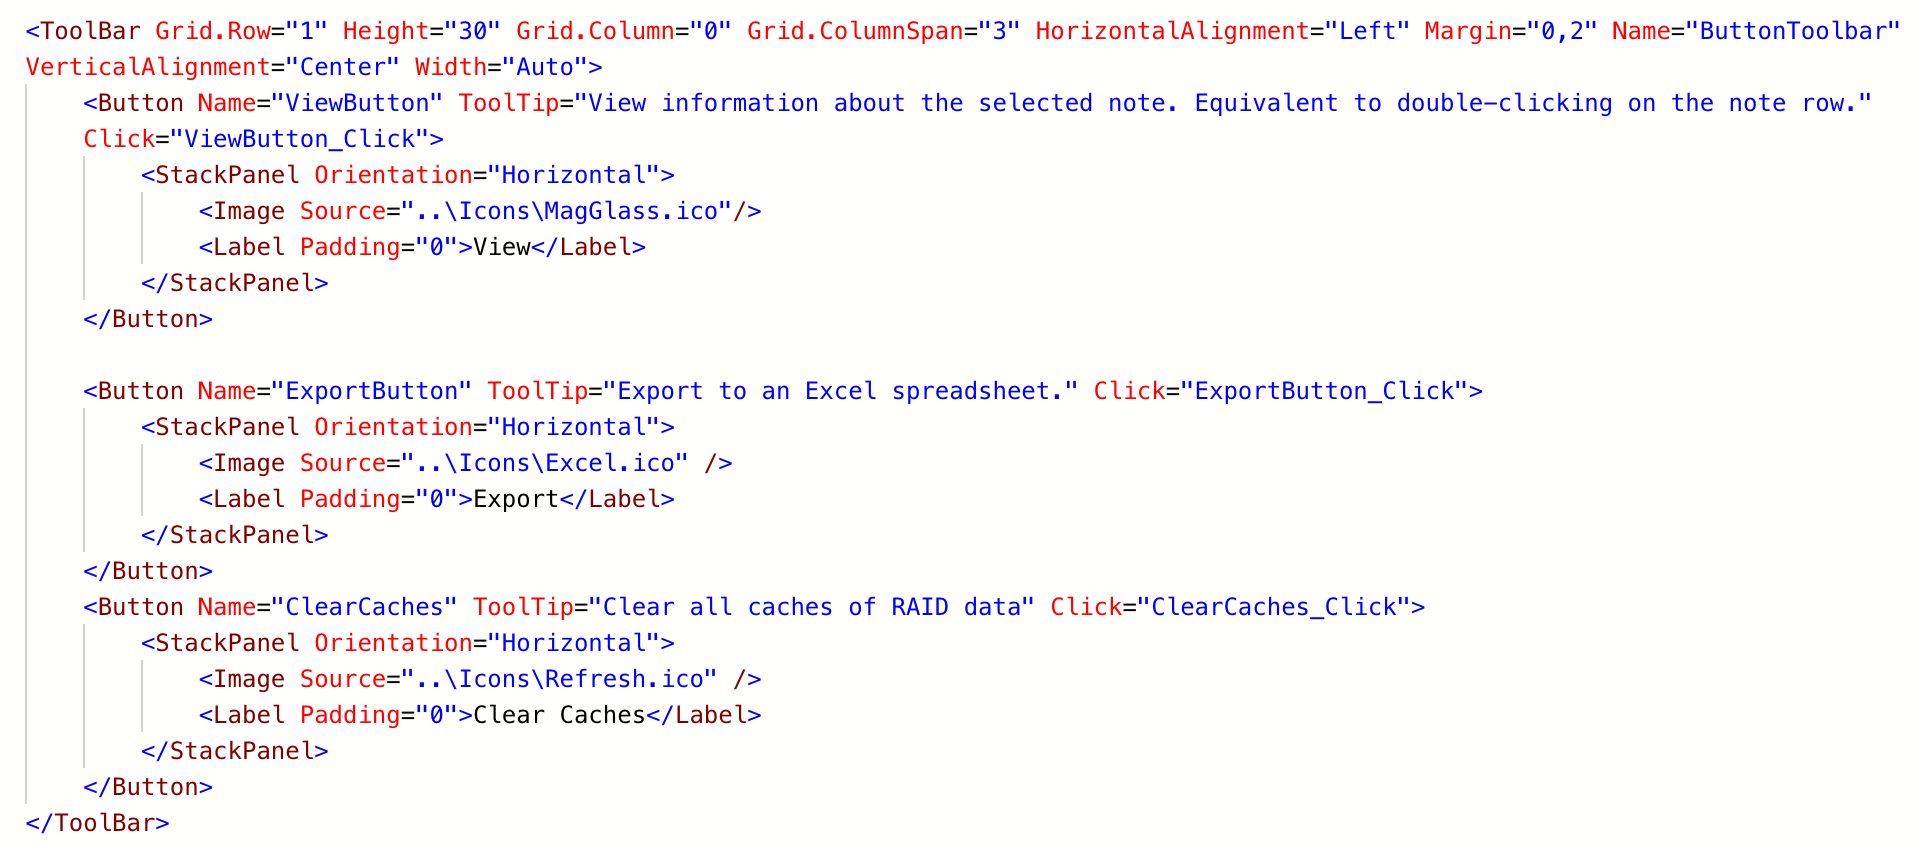 <ToolBar Grid.Row="1" Height="30" Grid.Column="0" Grid.ColumnSpan="3" HorizontalAlignment="Left" Margin="0,2" Name="ButtonToolbar"
VerticalAlignment="Center" Width="Auto">
    <Button Name="ViewButton" ToolTip="View information about the selected note. Equivalent to double-clicking on the note row."
    Click="ViewButton_Click">
        <StackPanel Orientation="Horizontal">
            <Image Source="..\Icons\MagGlass.ico"/>
            <Label Padding="0">View</Label>
        </StackPanel>
    </Button>

    <Button Name="ExportButton" ToolTip="Export to an Excel spreadsheet." Click="ExportButton_Click">
        <StackPanel Orientation="Horizontal">
            <Image Source="..\Icons\Excel.ico" />
            <Label Padding="0">Export</Label>
        </StackPanel>
    </Button>
    <Button Name="ClearCaches" ToolTip="Clear all caches of RAID data" Click="ClearCaches_Click">
        <StackPanel Orientation="Horizontal">
            <Image Source="..\Icons\Refresh.ico" />
            <Label Padding="0">Clear Caches</Label>
        </StackPanel>
    </Button>
</ToolBar>